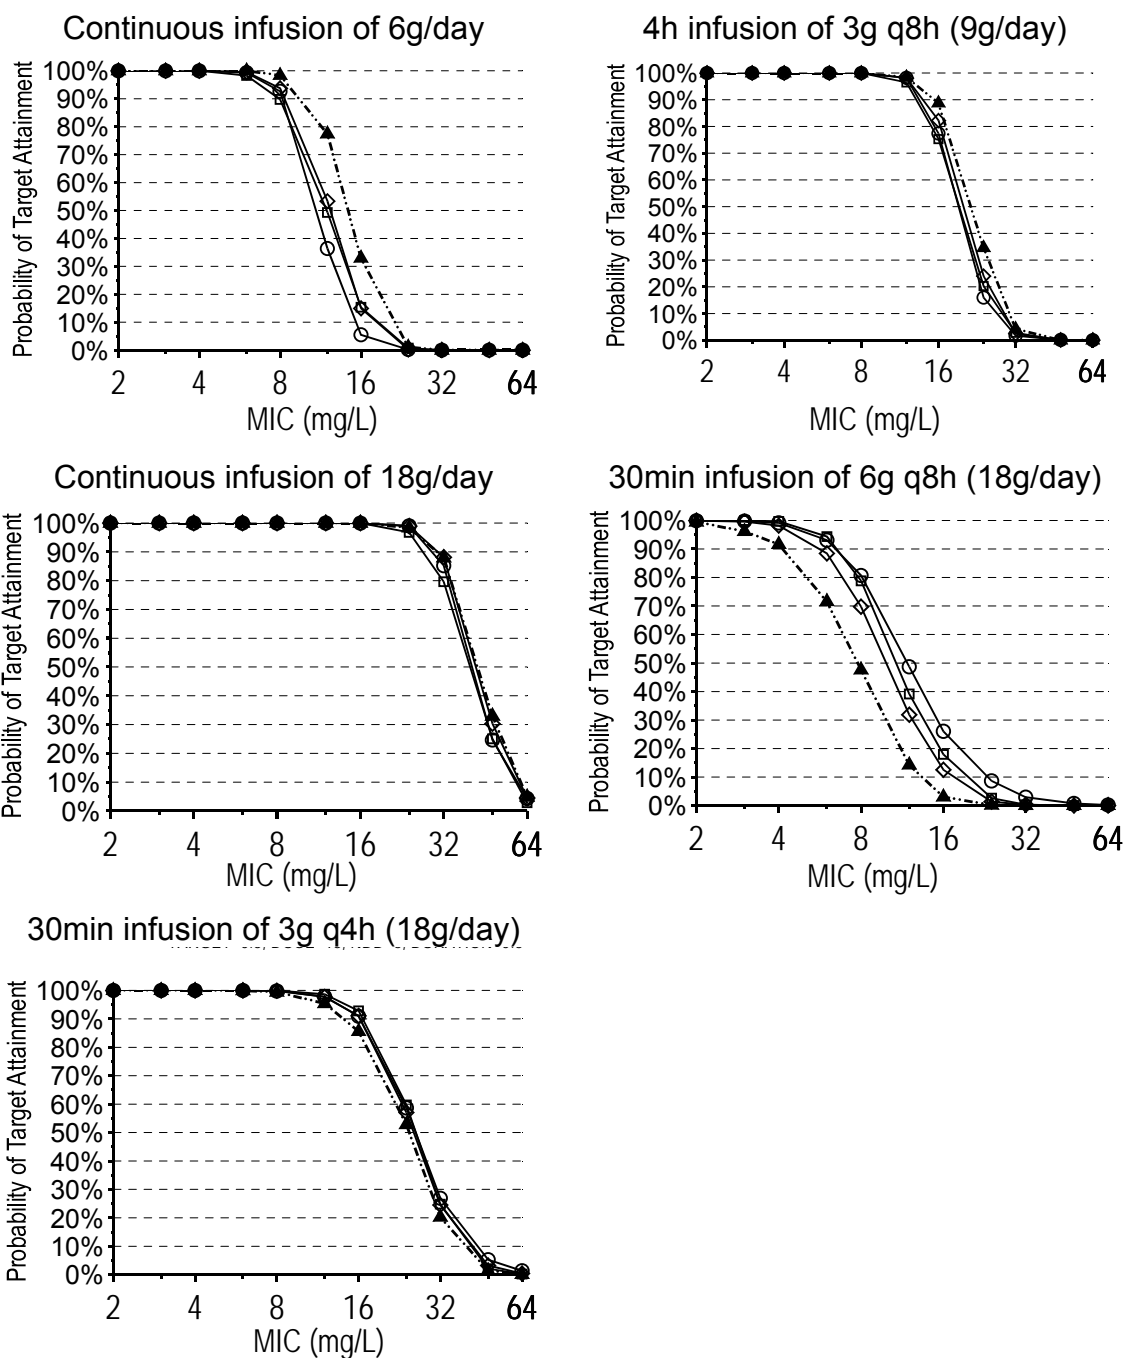 Continuous infusion of 6g/day
Probability of Target Attainment
100%
90%
80%
70%
60%
50%
40%
30%
20%
10%
0%
2 4 8 16 32 64
MIC (mg/L)
4h infusion of 3g q8h (9g/day)
Probability of Target Attainment
100%
90%
80%
70%
60%
50%
40%
30%
20%
10%
0%
2 4 8 16 32 64
MIC (mg/L)
Continuous infusion of 18g/day
Probability of Target Attainment
100%
90%
80%
70%
60%
50%
40%
30%
20%
10%
0%
2 4 8 16 32 64
MIC (mg/L)
30min infusion of 6g q8h (18g/day)
Probability of Target Attainment
100%
90%
80%
70%
60%
50%
40%
30%
20%
10%
0%
2 4 8 16 32 64
MIC (mg/L)
30min infusion of 3g q4h (18g/day)
Probability of Target Attainment
100%
90%
80%
70%
60%
50%
40%
30%
20%
10%
0%
2 4 8 16 32 64
MIC (mg/L)